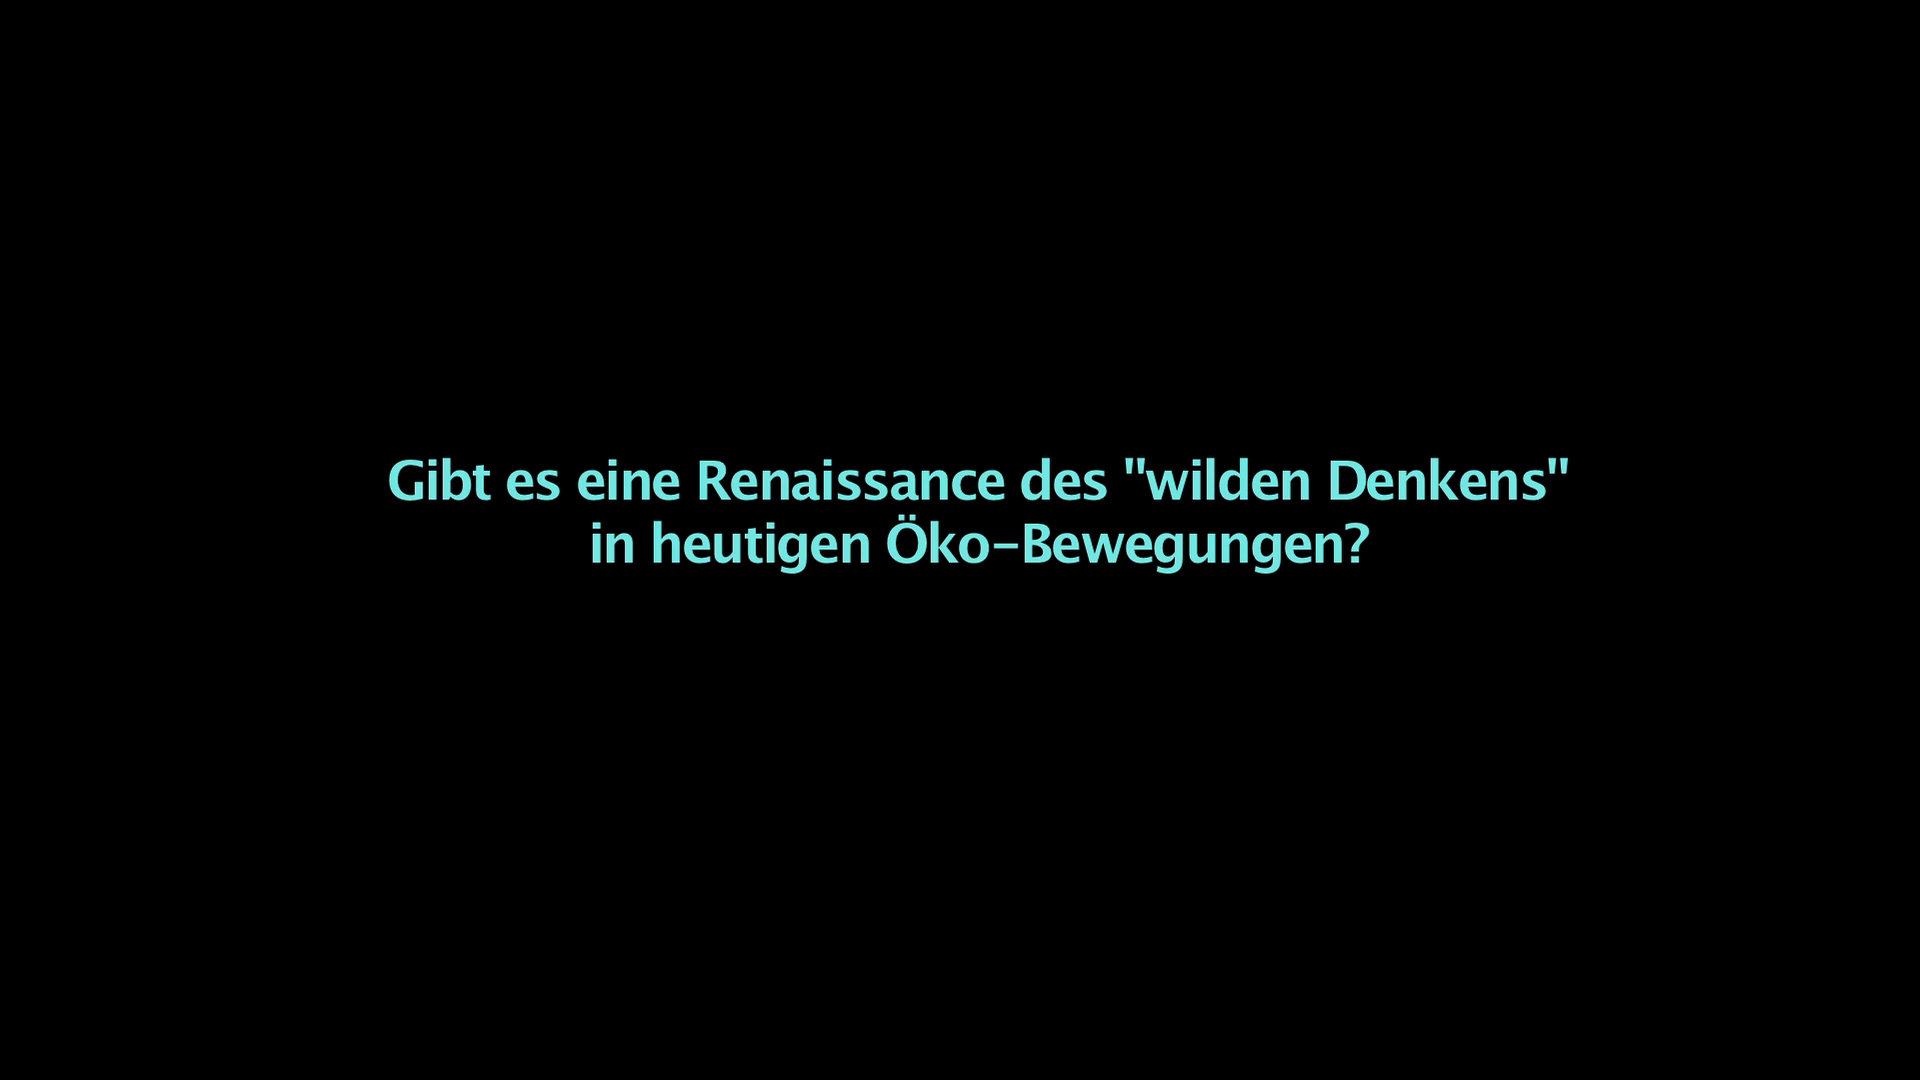 Gibt es eine Renaissance des "wilden Denkens"
in heutigen Öko-Bewegungen?